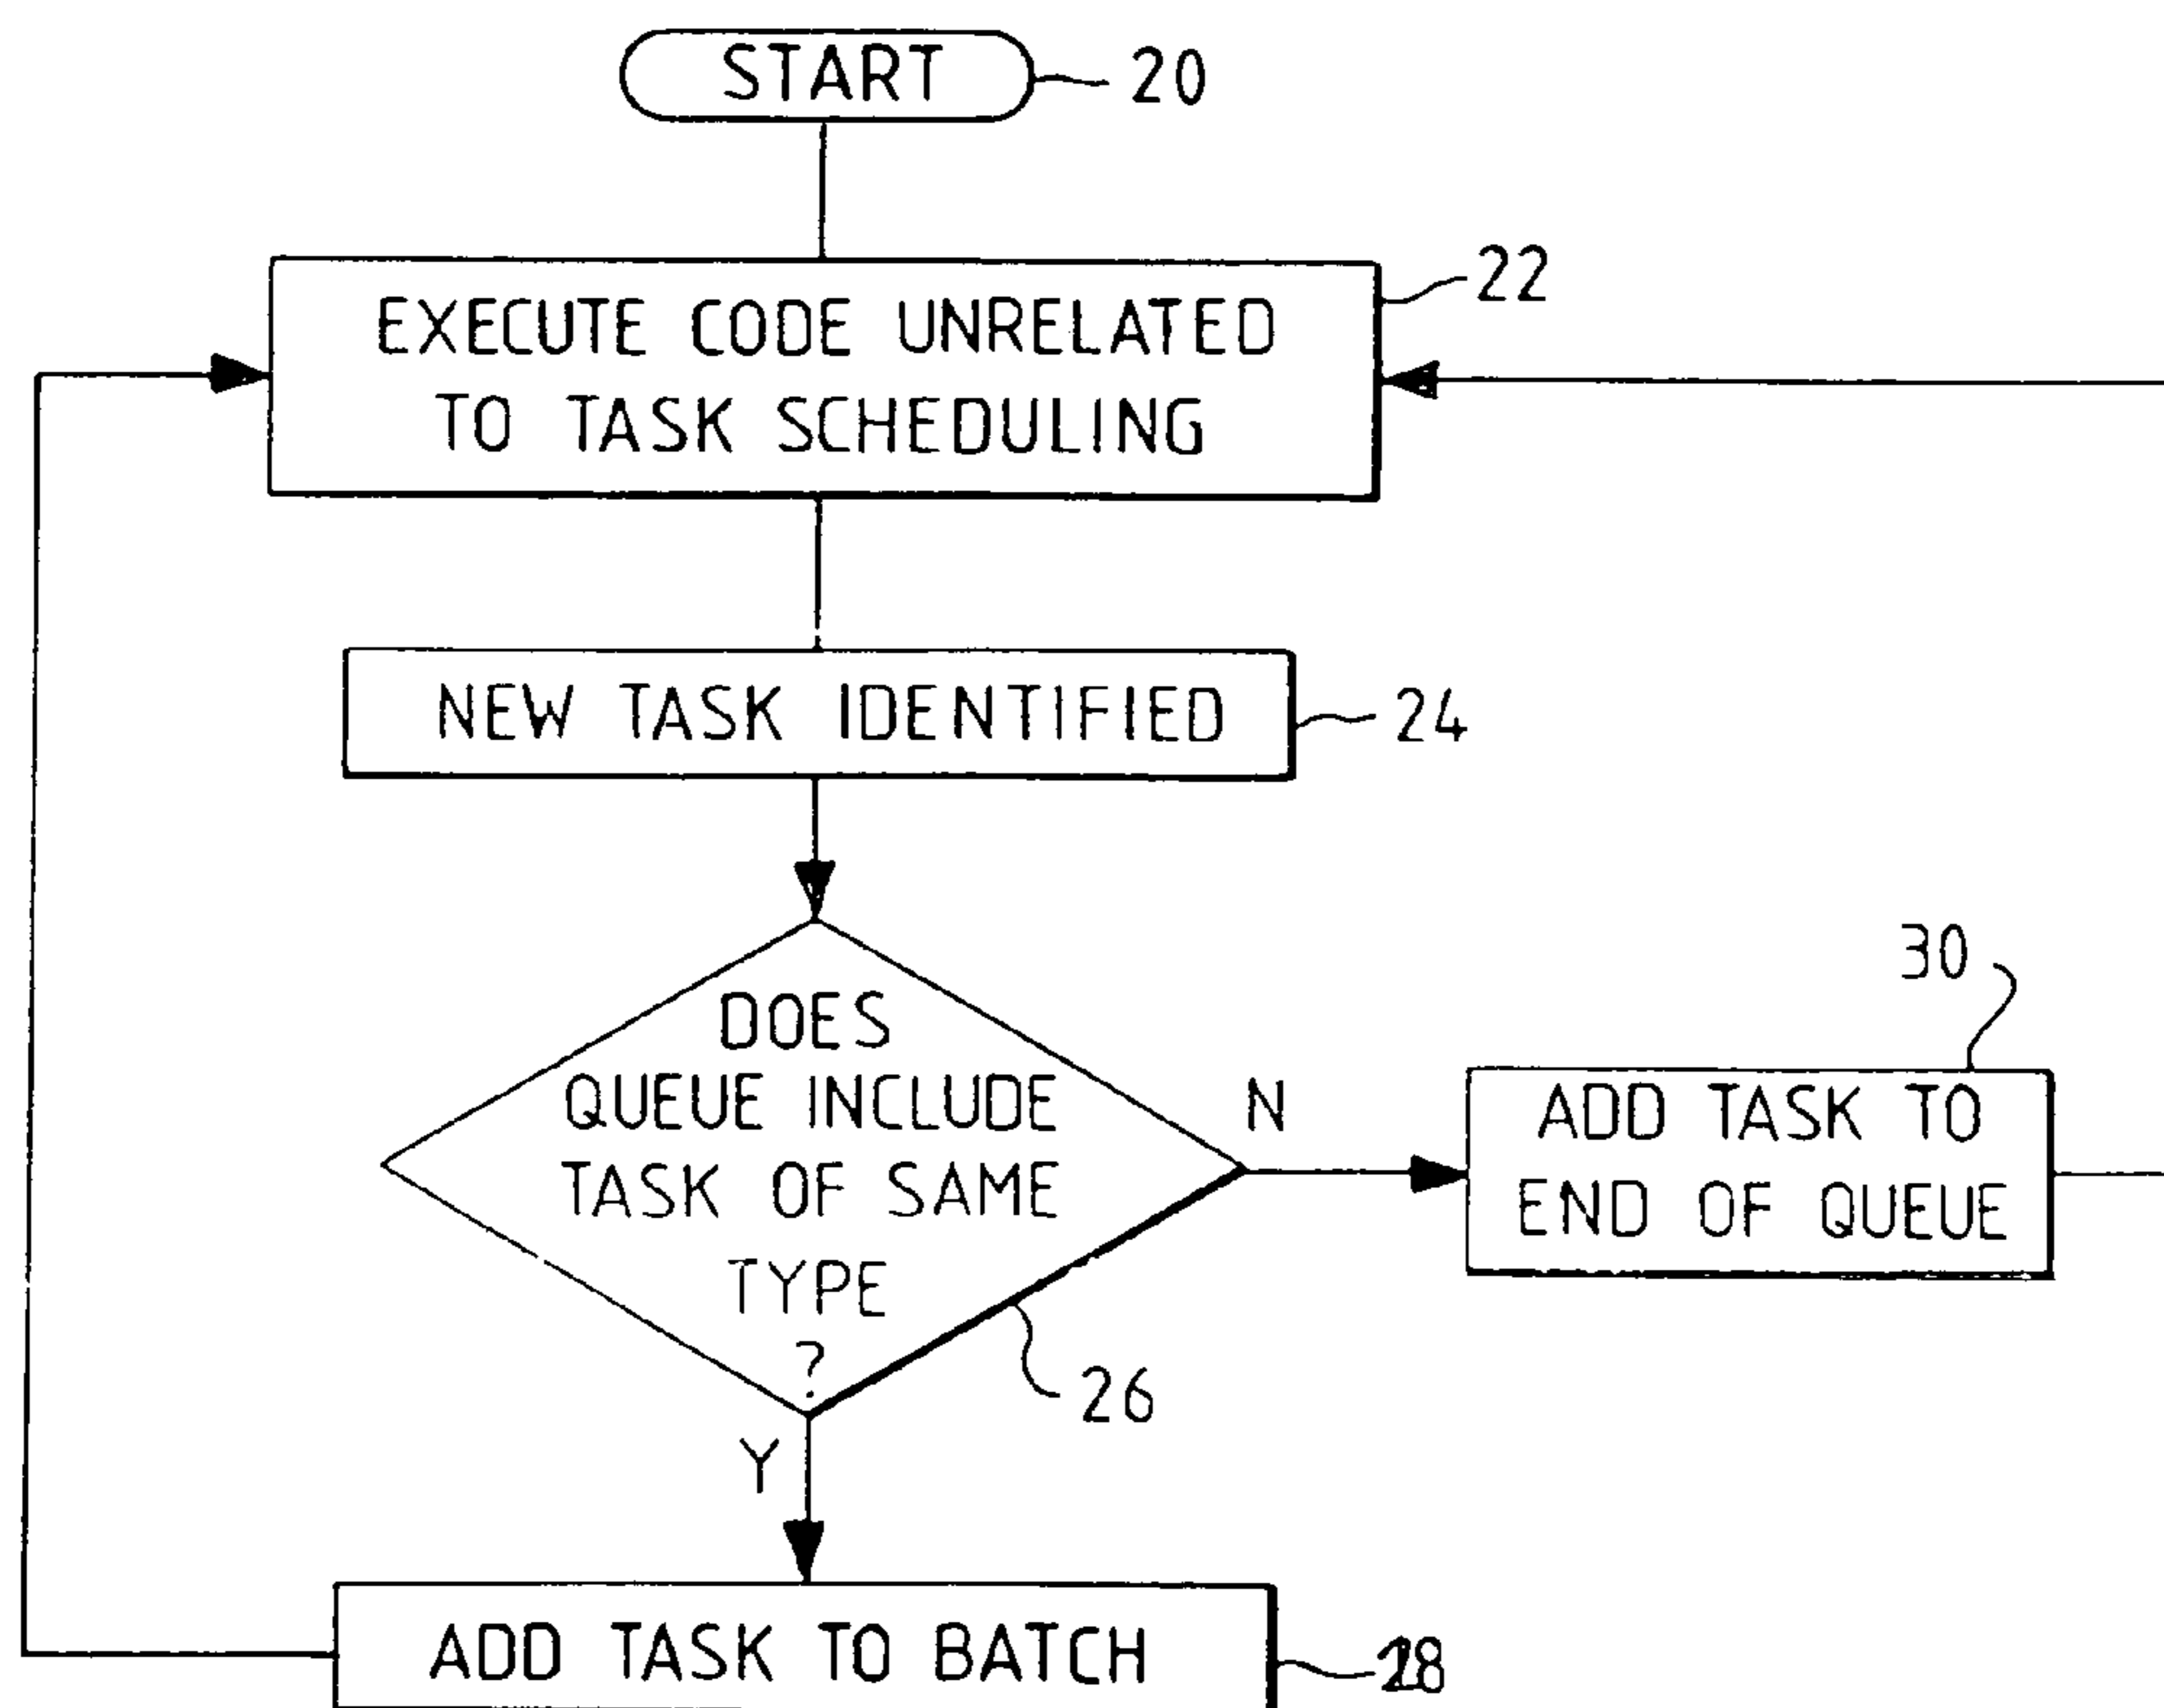 START
20
EXECUTE CODE UNRELATED
TO TASK SCHEDULING
22
NEW TASK IDENTIFIED
24
DOES
QUEUE INCLUDE
TASK OF SAME
TYPE
?
26
N
30
ADD TASK TO
END OF QUEUE
Y
ADD TASK TO BATCH
28